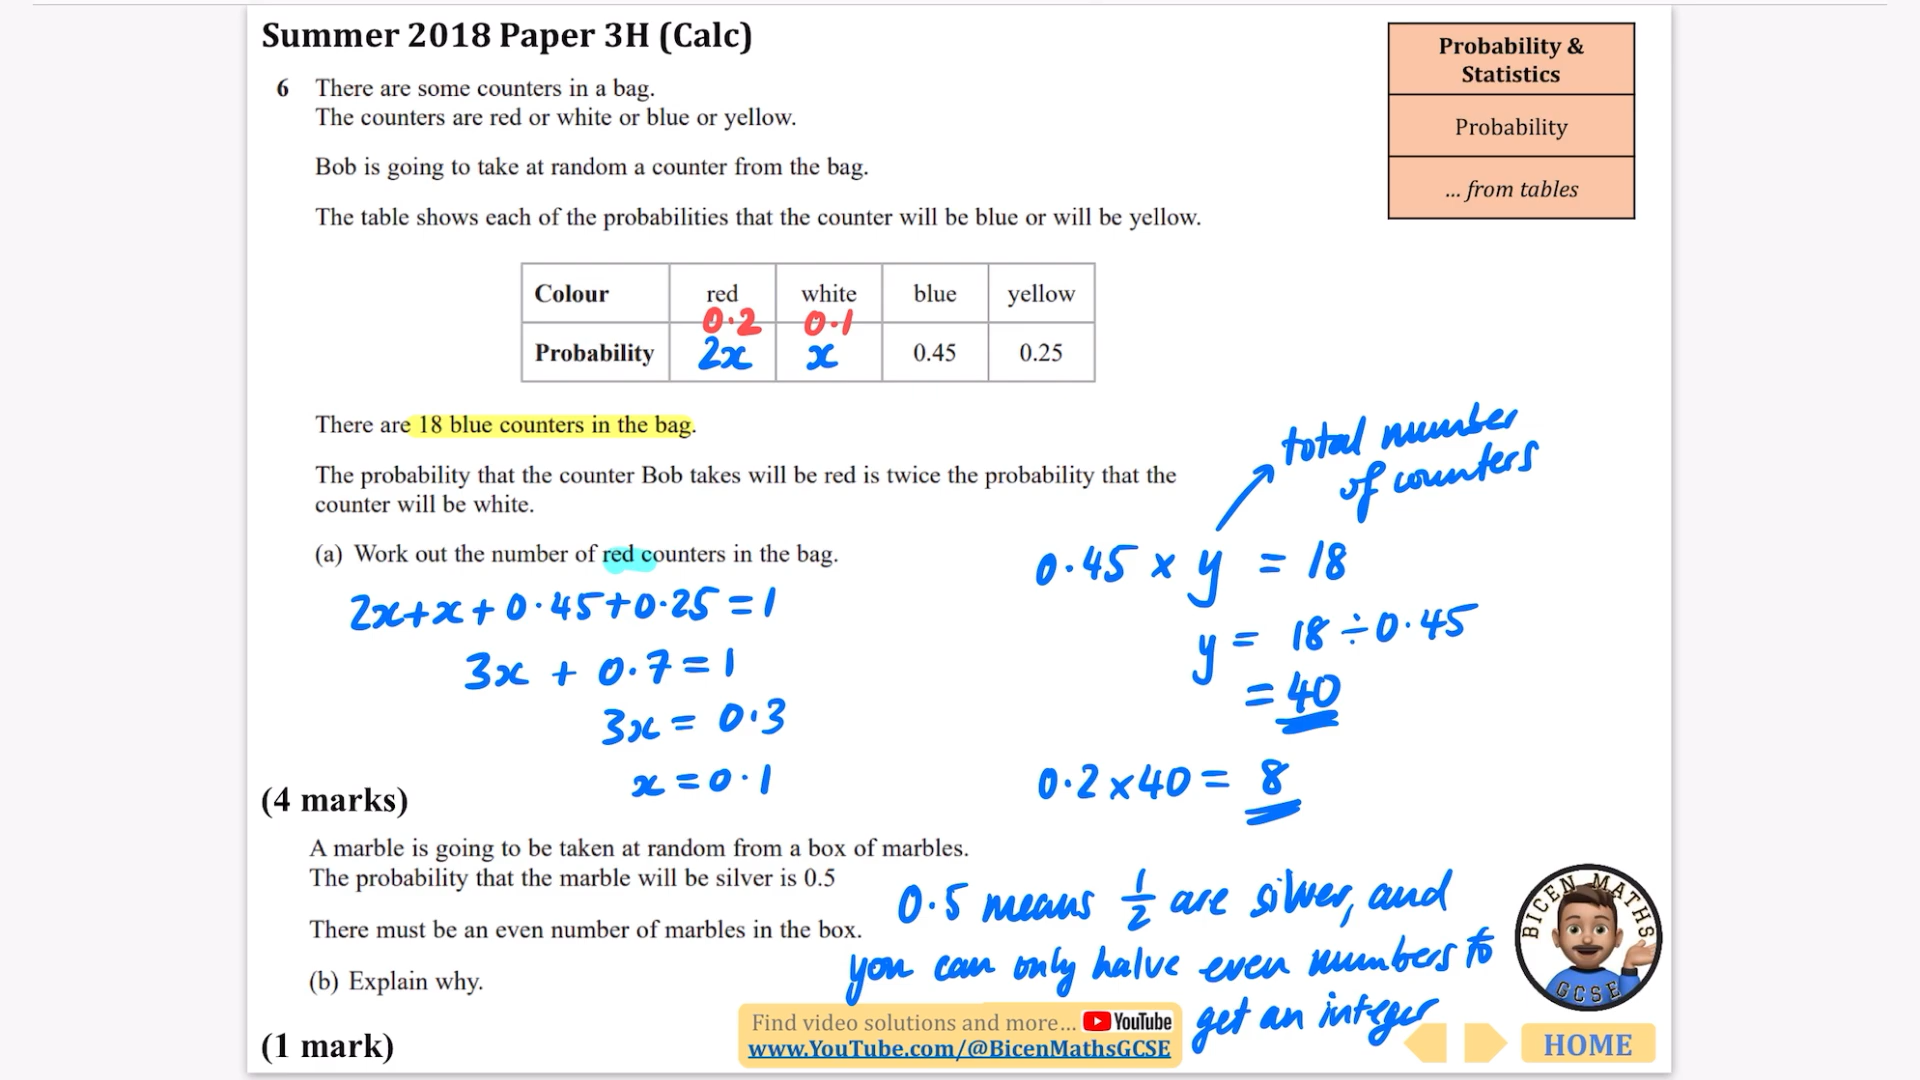 Summer 2018 Paper 3H (Calc)
Probability &
Statistics
Probability
... from tables
6 There are some counters in a bag.
The counters are red or white or blue or yellow.
Bob is going to take at random a counter from the bag.
The table shows each of the probabilities that the counter will be blue or will be yellow.
Colour red white blue yellow
0.2 0.1
Probability 2x x 0.45 0.25
There are 18 blue counters in the bag.
The probability that the counter Bob takes will be red is twice the probability that the
counter will be white.
(a) Work out the number of red counters in the bag.
2x+x+0.45+0.25=1
3x + 0.7=1
3x = 0.3
x=0.1
total number
of counters
0.45 × y = 18
y = 18÷0.45
= 40
0.2×40 = 8
(4 marks)
A marble is going to be taken at random from a box of marbles.
The probability that the marble will be silver is 0.5
There must be an even number of marbles in the box.
(b) Explain why.
0.5 means 1/2 are silver, and
you can only halve even numbers to
get an integer
(1 mark)
Find video solutions and more... YouTube
www.YouTube.com/@BicenMathsGCSE
BICEN MATHS
GCSE
HOME